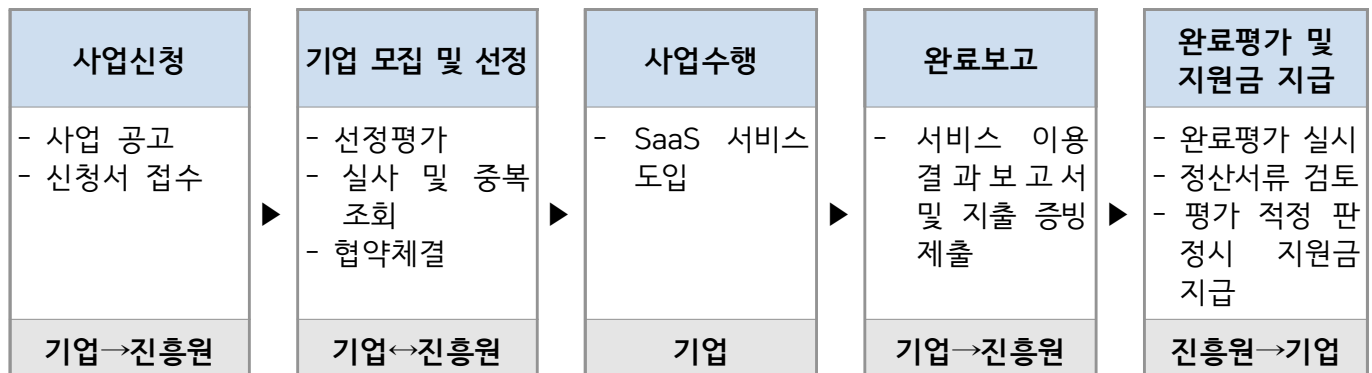 사업신청
- 사업 공고
- 신청서 접수
기업→진흥원
▶
기업 모집 및 선정
- 선정평가
- 실사 및 중복
조회
- 협약체결
기업↔진흥원
▶
사업수행
- SaaS 서비스
도입
기업
▶
완료보고
- 서비스 이용
결과보고서
및 지출 증빙
제출
기업→진흥원
▶
완료평가 및
지원금 지급
- 완료평가 실시
- 정산서류 검토
- 평가 적정 판
정시 지원금
지급
진흥원→기업